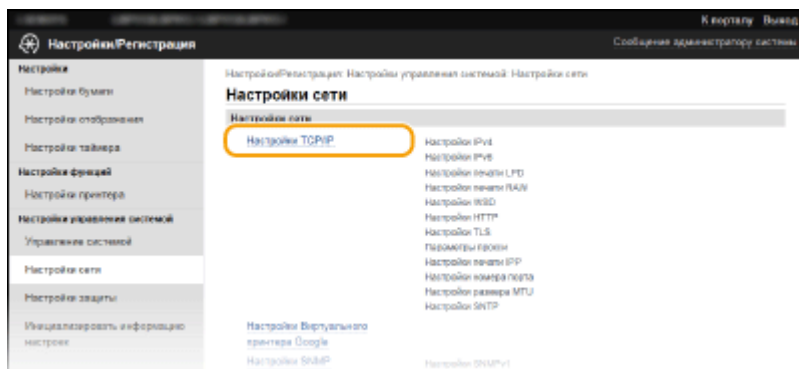 К порталу Выход
Настройки/Регистрация
Сообщение администратору системы
Настройки
Настройки бумаги
Настройки отображения
Настройки таймера
Настройки функций
Настройки принтера
Настройки управления системой
Управление системой
Настройки сети
Настройки защиты
Инициализировать информацию
настроек
Настройки/Регистрация: Настройки управления системой: Настройки сети
Настройки сети
Настройки сети
Настройки TCP/IP
Настройки IPv4
Настройки IPv6
Настройки печати LPD
Настройки печати RAW
Настройки WSD
Настройки HTTP
Настройки TLS
Параметры прокси
Настройки печати IPP
Настройки номера порта
Настройки размера MTU
Настройки SNTP
Настройки Виртуального
принтера Google
Настройки SNMP
Настройки SNMPv1